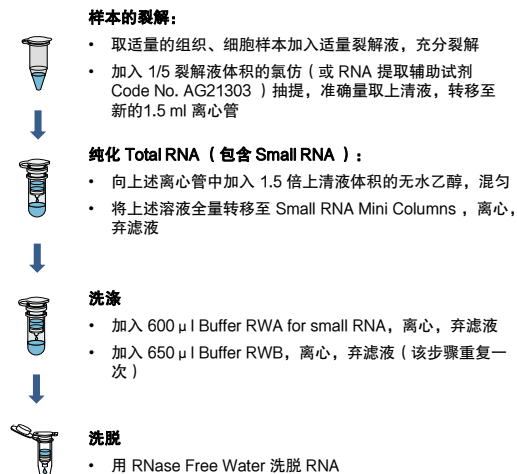 样本的裂解：
• 取适量的组织、细胞样本加入适量裂解液，充分裂解
• 加入 1/5 裂解液体积的氯仿（或 RNA 提取辅助试剂
Code No. AG21303 ）抽提，准确量取上清液，转移至
新的1.5 ml 离心管
纯化 Total RNA（包含 Small RNA ）：
• 向上述离心管中加入 1.5 倍上清液体积的无水乙醇，混匀
• 将上述溶液全量转移至 Small RNA Mini Columns ，离心，
弃滤液
洗涤
• 加入 600 μ l Buffer RWA for small RNA，离心，弃滤液
• 加入 650 μ l Buffer RWB，离心，弃滤液（该步骤重复一
次）
洗脱
• 用 RNase Free Water 洗脱 RNA